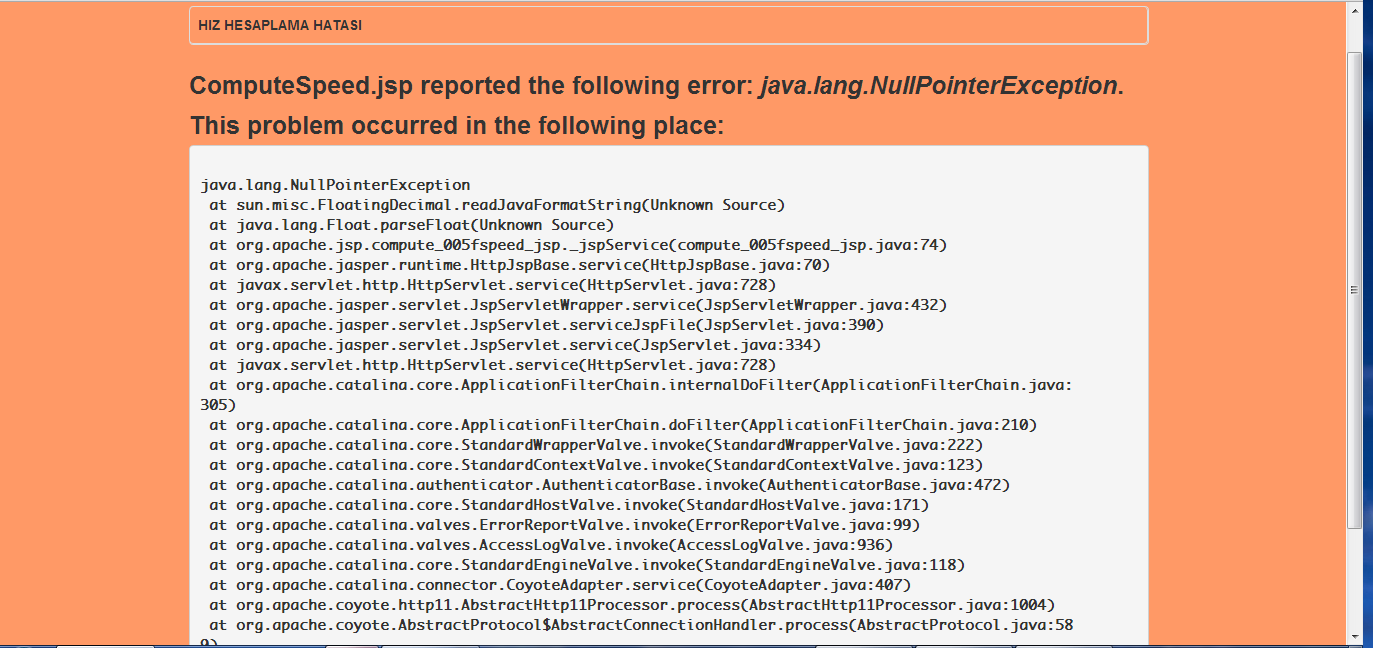 HIZ HESAPLAMA HATASI
ComputeSpeed.jsp reported the following error: java.lang.NullPointerException.
This problem occurred in the following place:
java.lang.NullPointerException
at sun.misc.FloatingDecimal.readJavaFormatString(Unknown Source)
at java.lang.Float.parseFloat(Unknown Source)
at org.apache.jsp.compute_005fspeed_jsp._jspService(compute_005fspeed_jsp.java:74)
at org.apache.jasper.runtime.HttpJspBase.service(HttpJspBase.java:70)
at javax.servlet.http.HttpServlet.service(HttpServlet.java:728)
at org.apache.jasper.servlet.JspServletWrapper.service(JspServletWrapper.java:432)
at org.apache.jasper.servlet.JspServlet.serviceJspFile(JspServlet.java:390)
at org.apache.jasper.servlet.JspServlet.service(JspServlet.java:334)
at javax.servlet.http.HttpServlet.service(HttpServlet.java:728)
at org.apache.catalina.core.ApplicationFilterChain.internalDoFilter(ApplicationFilterChain.java:
305)
at org.apache.catalina.core.ApplicationFilterChain.doFilter(ApplicationFilterChain.java:210)
at org.apache.catalina.core.StandardWrapperValve.invoke(StandardWrapperValve.java:222)
at org.apache.catalina.core.StandardContextValve.invoke(StandardContextValve.java:123)
at org.apache.catalina.authenticator.AuthenticatorBase.invoke(AuthenticatorBase.java:472)
at org.apache.catalina.core.StandardHostValve.invoke(StandardHostValve.java:171)
at org.apache.catalina.valves.ErrorReportValve.invoke(ErrorReportValve.java:99)
at org.apache.catalina.valves.AccessLogValve.invoke(AccessLogValve.java:936)
at org.apache.catalina.core.StandardEngineValve.invoke(StandardEngineValve.java:118)
at org.apache.catalina.connector.CoyoteAdapter.service(CoyoteAdapter.java:407)
at org.apache.coyote.http11.AbstractHttp11Processor.process(AbstractHttp11Processor.java:1004)
at org.apache.coyote.AbstractProtocol$AbstractConnectionHandler.process(AbstractProtocol.java:58